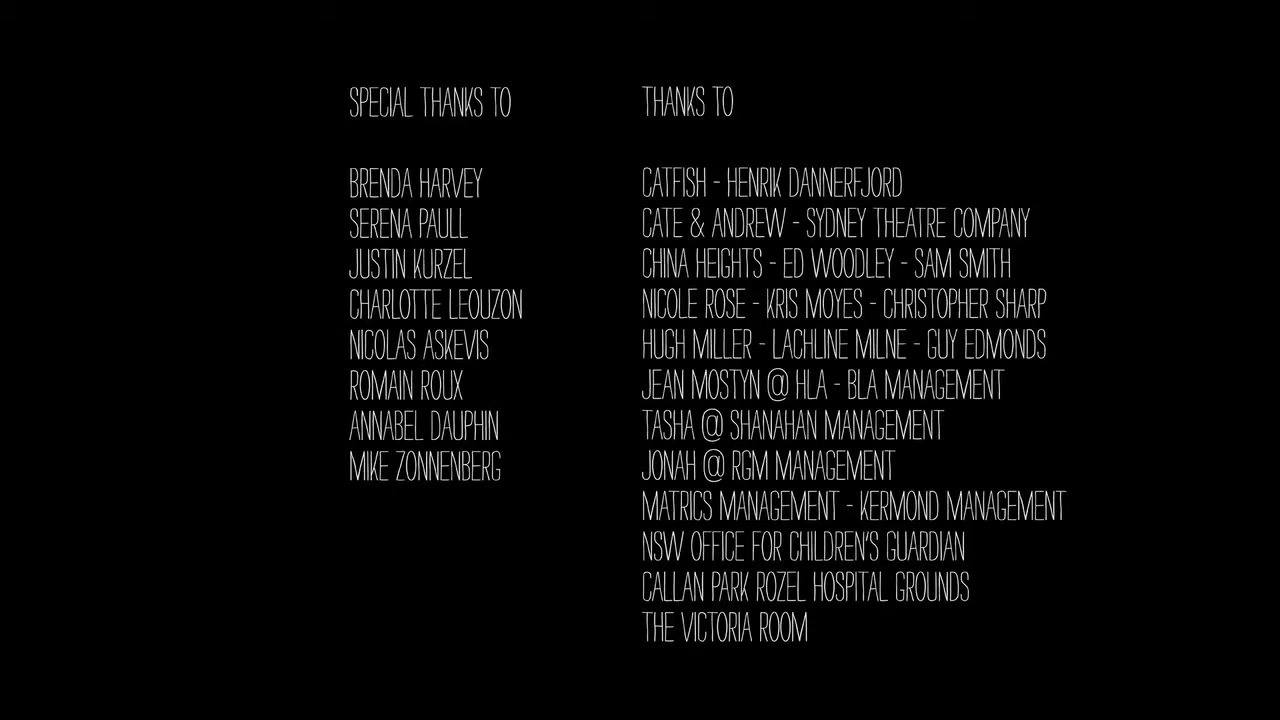 SPECIAL THANKS TO
BRENDA HARVEY
SERENA PAULL
JUSTIN KURZEL
CHARLOTTE LEOUZON
NICOLAS ASKEVIS
ROMAIN ROUX
ANNABEL DAUPHIN
MIKE ZONNENBERG
THANKS TO
CATFISH - HENRIK DANNERFJORD
CATE & ANDREW - SYDNEY THEATRE COMPANY
CHINA HEIGHTS - ED WOODLEY - SAM SMITH
NICOLE ROSE - KRIS MOYES - CHRISTOPHER SHARP
HUGH MILLER - LACHLINE MILNE - GUY EDMONDS
JEAN MOSTYN @ HLA - BLA MANAGEMENT
TASHA @ SHANAHAN MANAGEMENT
JONAH @ RGM MANAGEMENT
MATRICS MANAGEMENT - KERMOND MANAGEMENT
NSW OFFICE FOR CHILDREN'S GUARDIAN
CALLAN PARK ROZEL HOSPITAL GROUNDS
THE VICTORIA ROOM